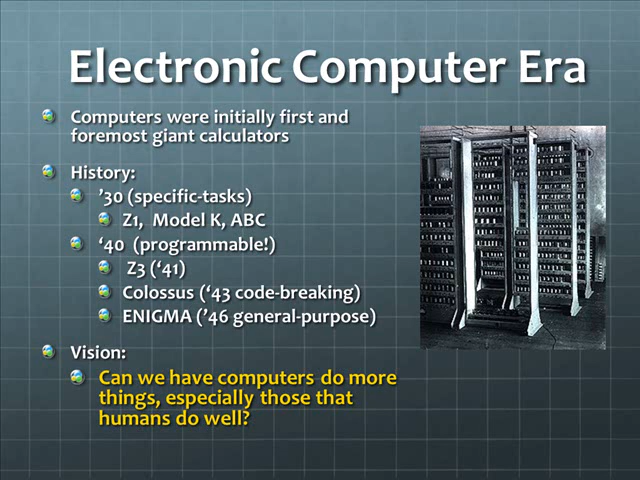 Electronic Computer Era
Computers were initially first and
foremost giant calculators
History:
’30 (specific-tasks)
Z1, Model K, ABC
‘40 (programmable!)
Z3 (‘41)
Colossus (‘43 code-breaking)
ENIGMA (’46 general-purpose)
Vision:
Can we have computers do more
things, especially those that
humans do well?